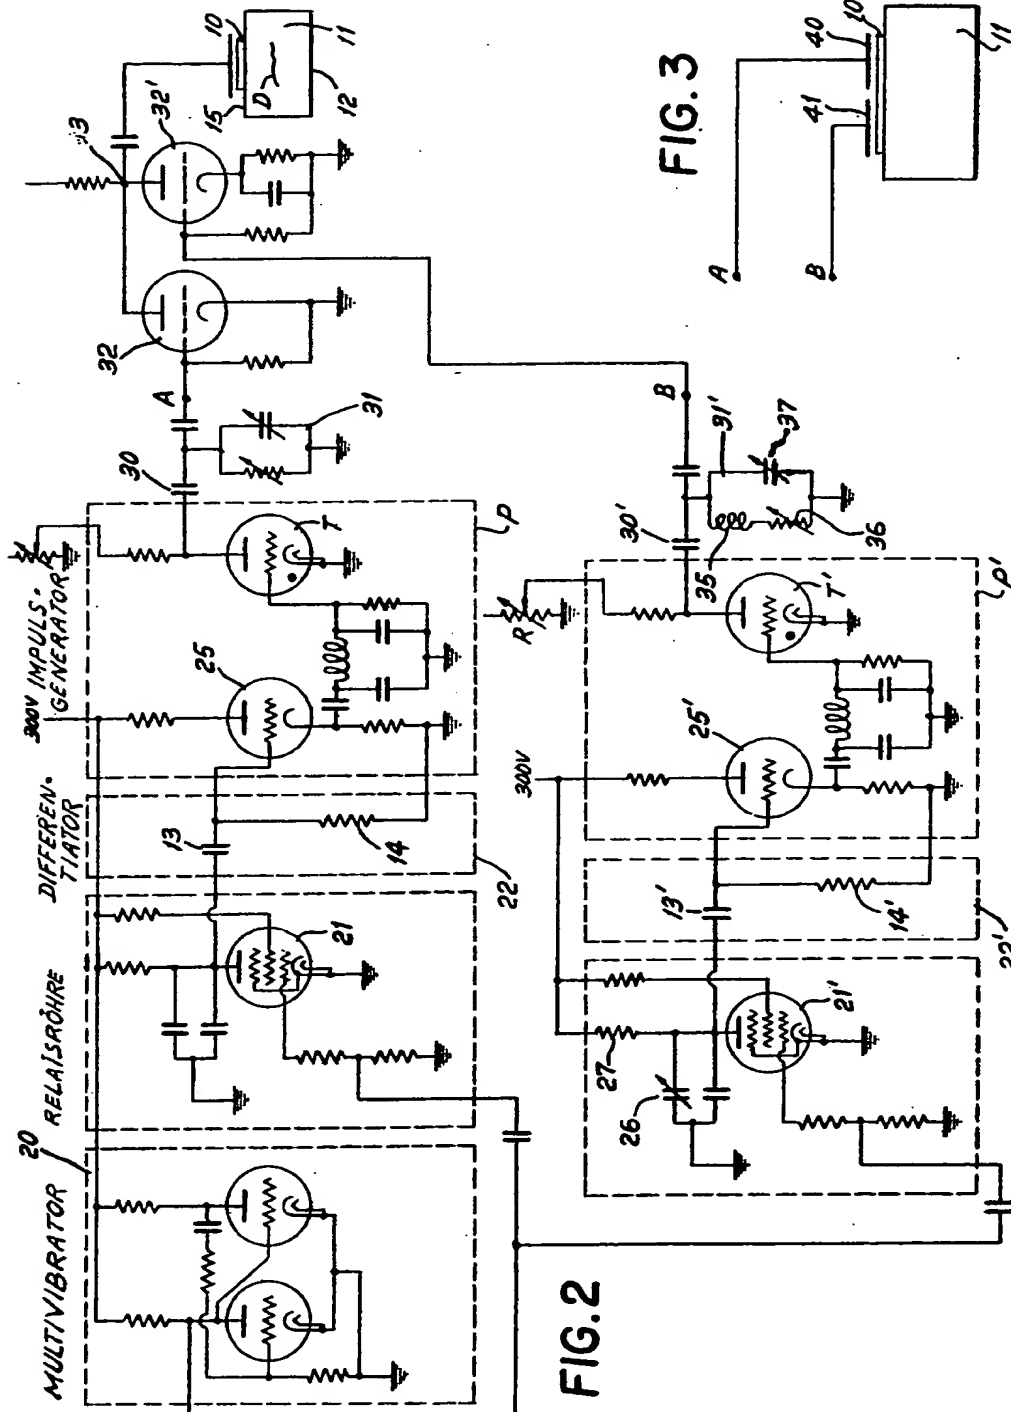 MULTIVIBRATOR
20
RELAISRÖHRE
DIFFEREN-
TIATOR
300V IMPULS-
GENERATOR
R
21
13
14
22
25
T
P
30
31
A
32
32'
10
15
D
11
12
FIG. 2
26
27
21'
300V
13'
14'
22'
25'
R
T'
P'
30'
31'
35
36
37
B
FIG. 3
A
B
40
41
10
11